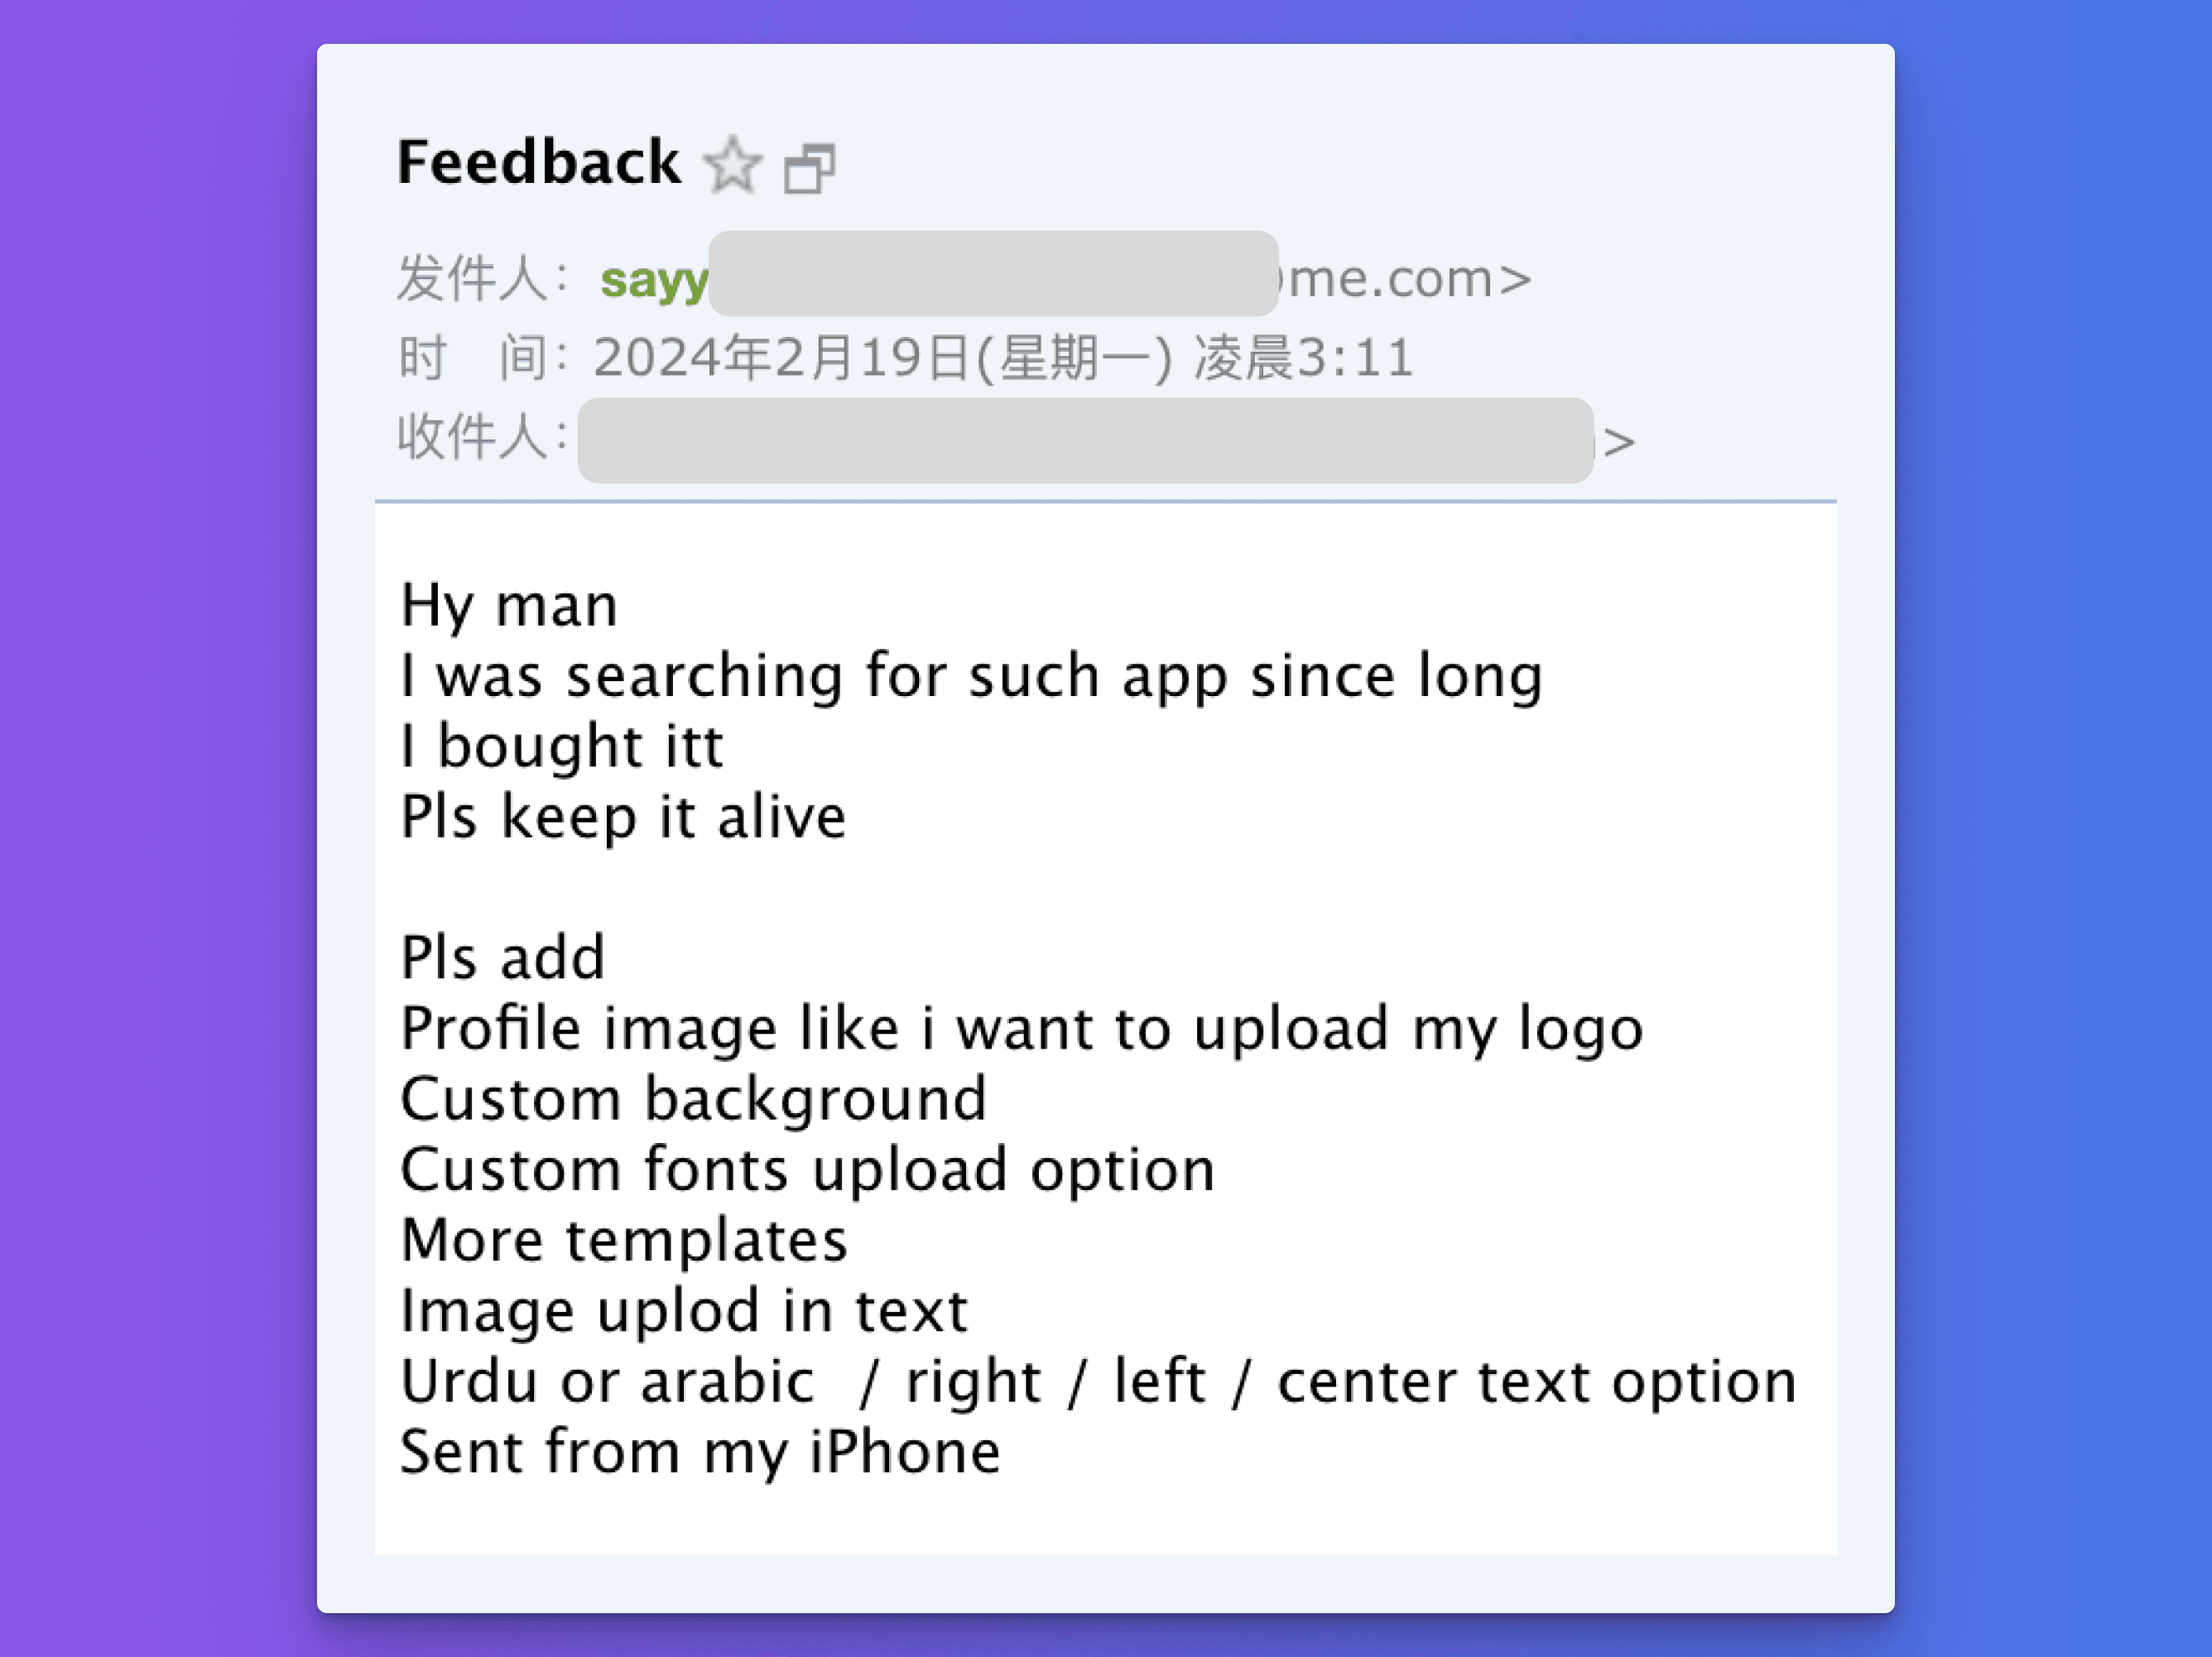 Feedback
发件人：sayy me.com>
时 间：2024年2月19日(星期一) 凌晨3:11
收件人： >
Hy man
I was searching for such app since long
I bought itt
Pls keep it alive
Pls add
Profile image like i want to upload my logo
Custom background
Custom fonts upload option
More templates
Image uplod in text
Urdu or arabic  / right / left / center text option
Sent from my iPhone